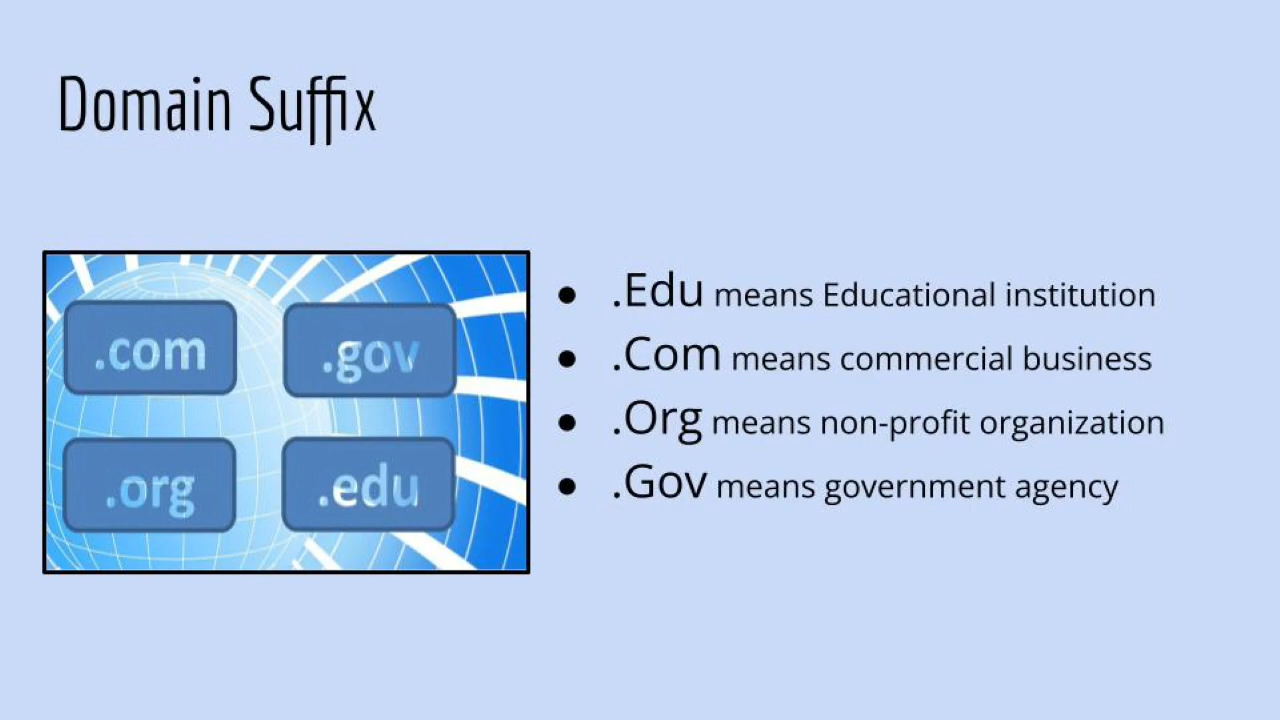 Domain Suffix
.com .gov
.org .edu
● .Edu means Educational institution
● .Com means commercial business
● .Org means non-profit organization
● .Gov means government agency